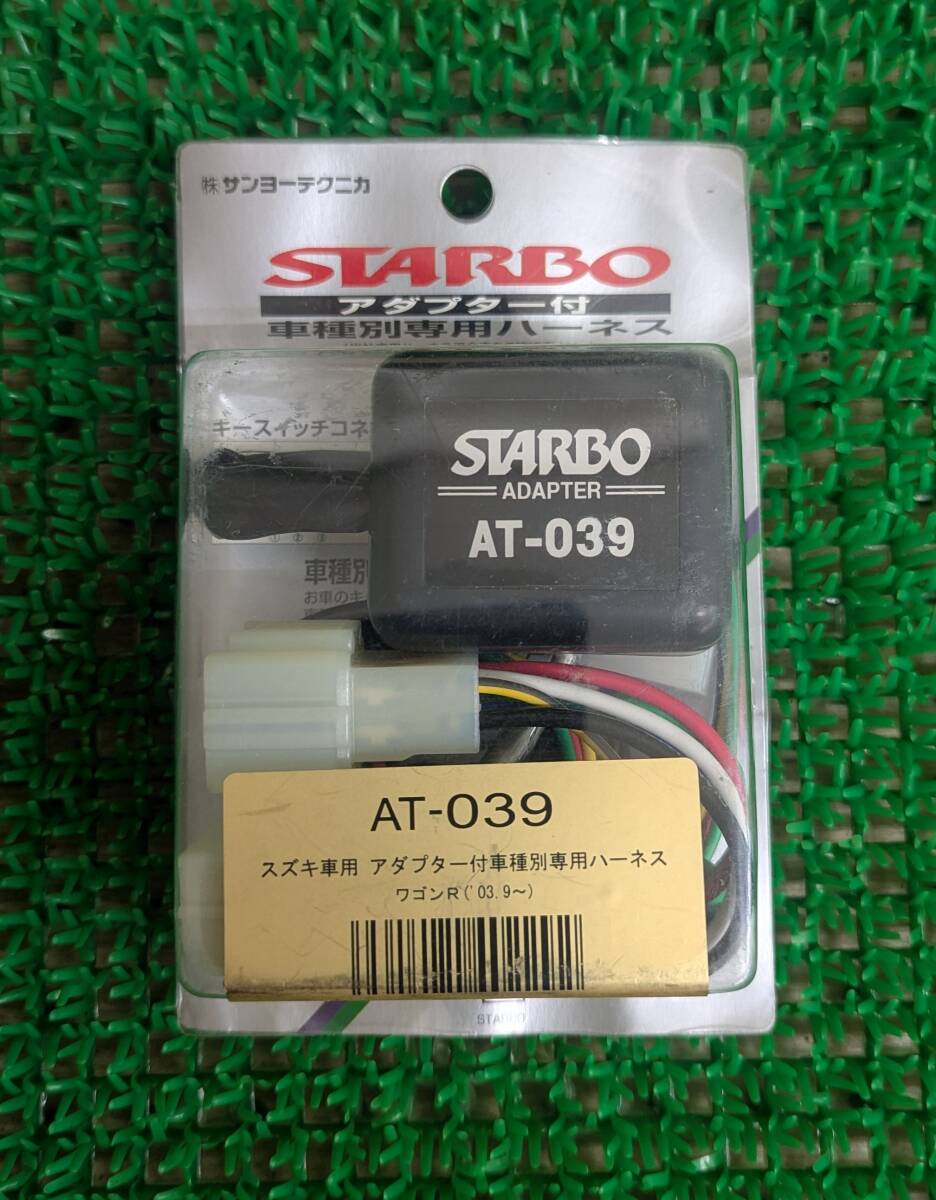 ㈱サンヨーテクニカ
STARBO
アダプター付
車種別専用ハーネス
キースイッチコネ
STARBO
ADAPTER
AT-039
① ② ③
車種別
お車のキ
AT-039
スズキ車用 アダプター付車種別専用ハーネス
ワゴンR('03.9～)
STARBO